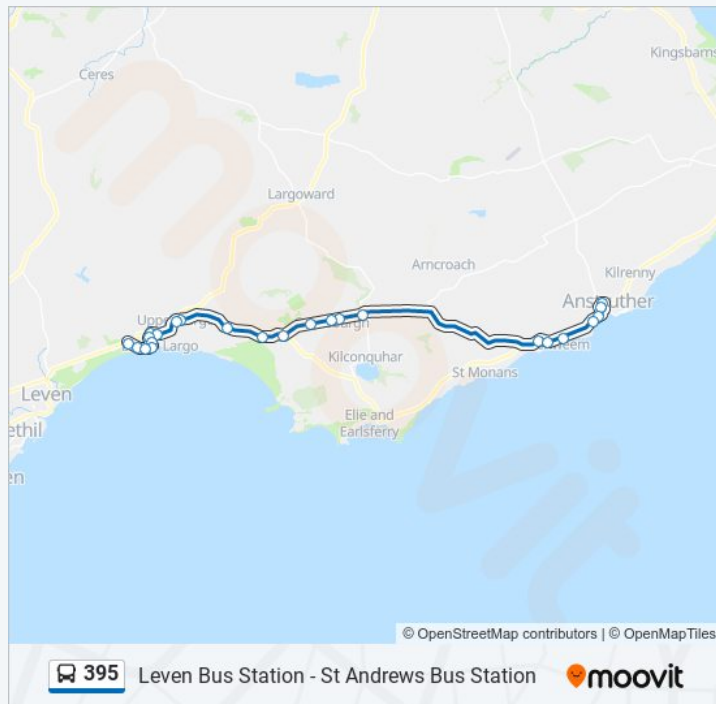 Kingsbarns
Ceres
Largoward
Arncroach
Kilrenny
Anstruther
Largo
Kilconquhar
St Monans
Leven
Elie and
Earlsferry
© OpenStreetMap contributors | © OpenMapTiles
395 Leven Bus Station - St Andrews Bus Station moovit